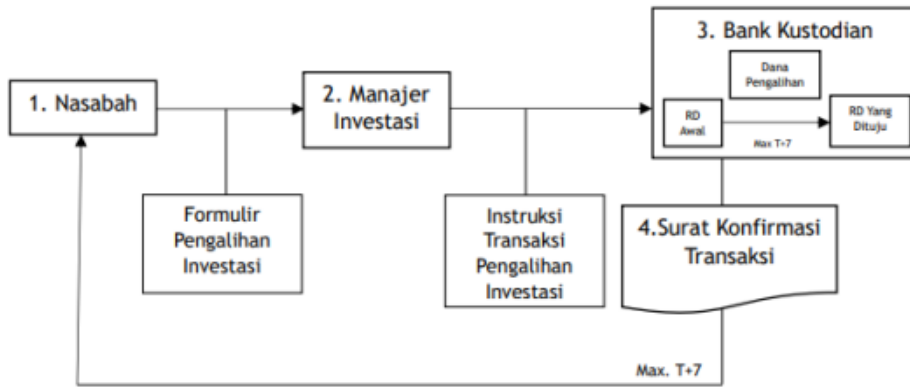 1. Nasabah
2. Manajer
Investasi
3. Bank Kustodian
Dana
Pengalihan
RD
Awal
RD Yang
Dituju
Max T+7
Formulir
Pengalihan
Investasi
Instruksi
Transaksi
Pengalihan
Investasi
4.Surat Konfirmasi
Transaksi
Max. T+7